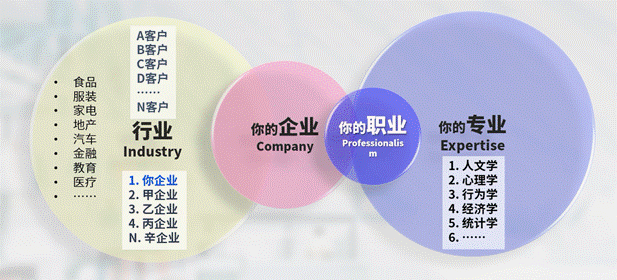 A客户
B客户
C客户
D客户
……
N客户
• 食品
• 服装
• 家电
• 地产
• 汽车
• 金融
• 教育
• 医疗
• ……
行业
Industry
1. 你企业
2. 甲企业
3. 乙企业
4. 丙企业
N. 辛企业
你的企业
Company
你的职业
Professionalis
m
你的专业
Expertise
1. 人文学
2. 心理学
3. 行为学
4. 经济学
5. 统计学
6. ……